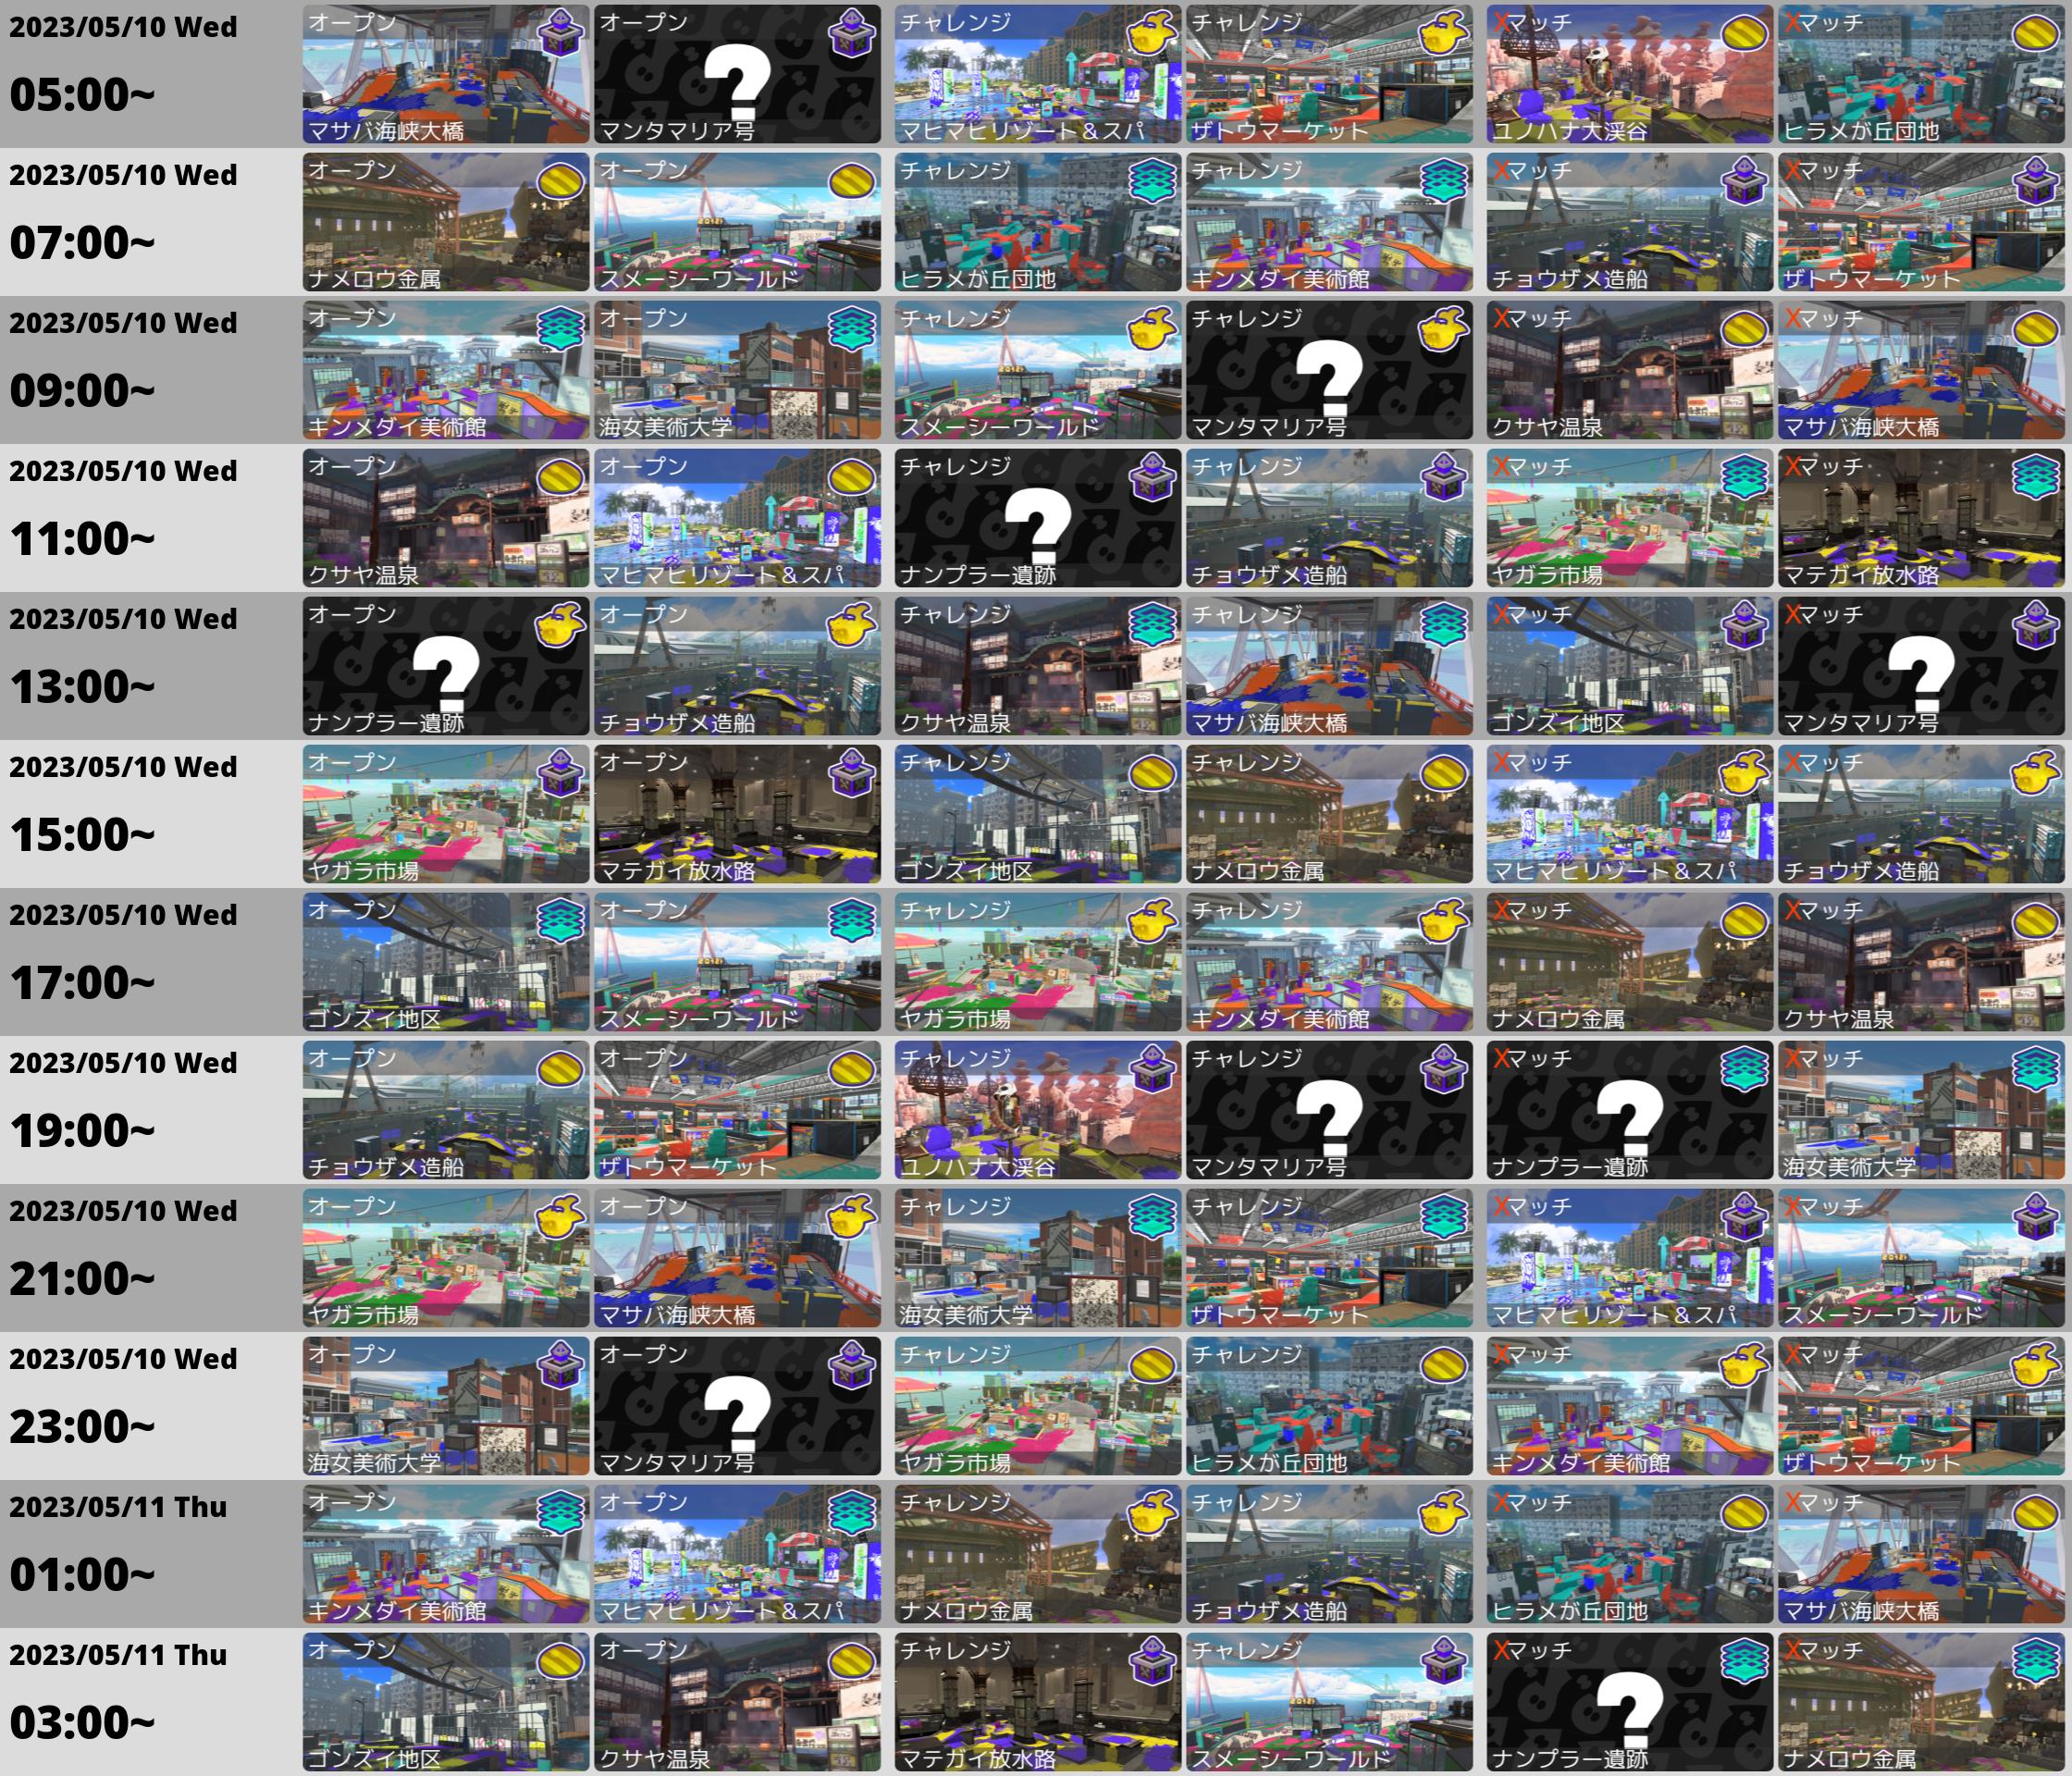 2023/05/10 Wed
05:00~
オープン オープン チャレンジ チャレンジ Xマッチ Xマッチ
マサバ海峡大橋 マンタマリア号 マヒマヒリゾート＆スパ ザトウマーケット ユノハナ大渓谷 ヒラメが丘団地
2023/05/10 Wed
07:00~
オープン オープン チャレンジ チャレンジ Xマッチ Xマッチ
ナメロウ金属 スメーシーワールド ヒラメが丘団地 キンメダイ美術館 チョウザメ造船 ザトウマーケット
2023/05/10 Wed
09:00~
オープン オープン チャレンジ チャレンジ Xマッチ Xマッチ
キンメダイ美術館 海女美術大学 スメーシーワールド マンタマリア号 クサヤ温泉 マサバ海峡大橋
2023/05/10 Wed
11:00~
オープン オープン チャレンジ チャレンジ Xマッチ Xマッチ
クサヤ温泉 マヒマヒリゾート＆スパ ナンプラー遺跡 チョウザメ造船 ヤガラ市場 マテガイ放水路
2023/05/10 Wed
13:00~
オープン オープン チャレンジ チャレンジ Xマッチ Xマッチ
ナンプラー遺跡 チョウザメ造船 クサヤ温泉 マサバ海峡大橋 ゴンズイ地区 マンタマリア号
2023/05/10 Wed
15:00~
オープン オープン チャレンジ チャレンジ Xマッチ Xマッチ
ヤガラ市場 マテガイ放水路 ゴンズイ地区 ナメロウ金属 マヒマヒリゾート＆スパ チョウザメ造船
2023/05/10 Wed
17:00~
オープン オープン チャレンジ チャレンジ Xマッチ Xマッチ
ゴンズイ地区 スメーシーワールド ヤガラ市場 キンメダイ美術館 ナメロウ金属 クサヤ温泉
2023/05/10 Wed
19:00~
オープン オープン チャレンジ チャレンジ Xマッチ Xマッチ
チョウザメ造船 ザトウマーケット ユノハナ大渓谷 マンタマリア号 ナンプラー遺跡 海女美術大学
2023/05/10 Wed
21:00~
オープン オープン チャレンジ チャレンジ Xマッチ Xマッチ
ヤガラ市場 マサバ海峡大橋 海女美術大学 ザトウマーケット マヒマヒリゾート＆スパ スメーシーワールド
2023/05/10 Wed
23:00~
オープン オープン チャレンジ チャレンジ Xマッチ Xマッチ
海女美術大学 マンタマリア号 ヤガラ市場 ヒラメが丘団地 キンメダイ美術館 ザトウマーケット
2023/05/11 Thu
01:00~
オープン オープン チャレンジ チャレンジ Xマッチ Xマッチ
キンメダイ美術館 マヒマヒリゾート＆スパ ナメロウ金属 チョウザメ造船 ヒラメが丘団地 マサバ海峡大橋
2023/05/11 Thu
03:00~
オープン オープン チャレンジ チャレンジ Xマッチ Xマッチ
ゴンズイ地区 クサヤ温泉 マテガイ放水路 スメーシーワールド ナンプラー遺跡 ナメロウ金属